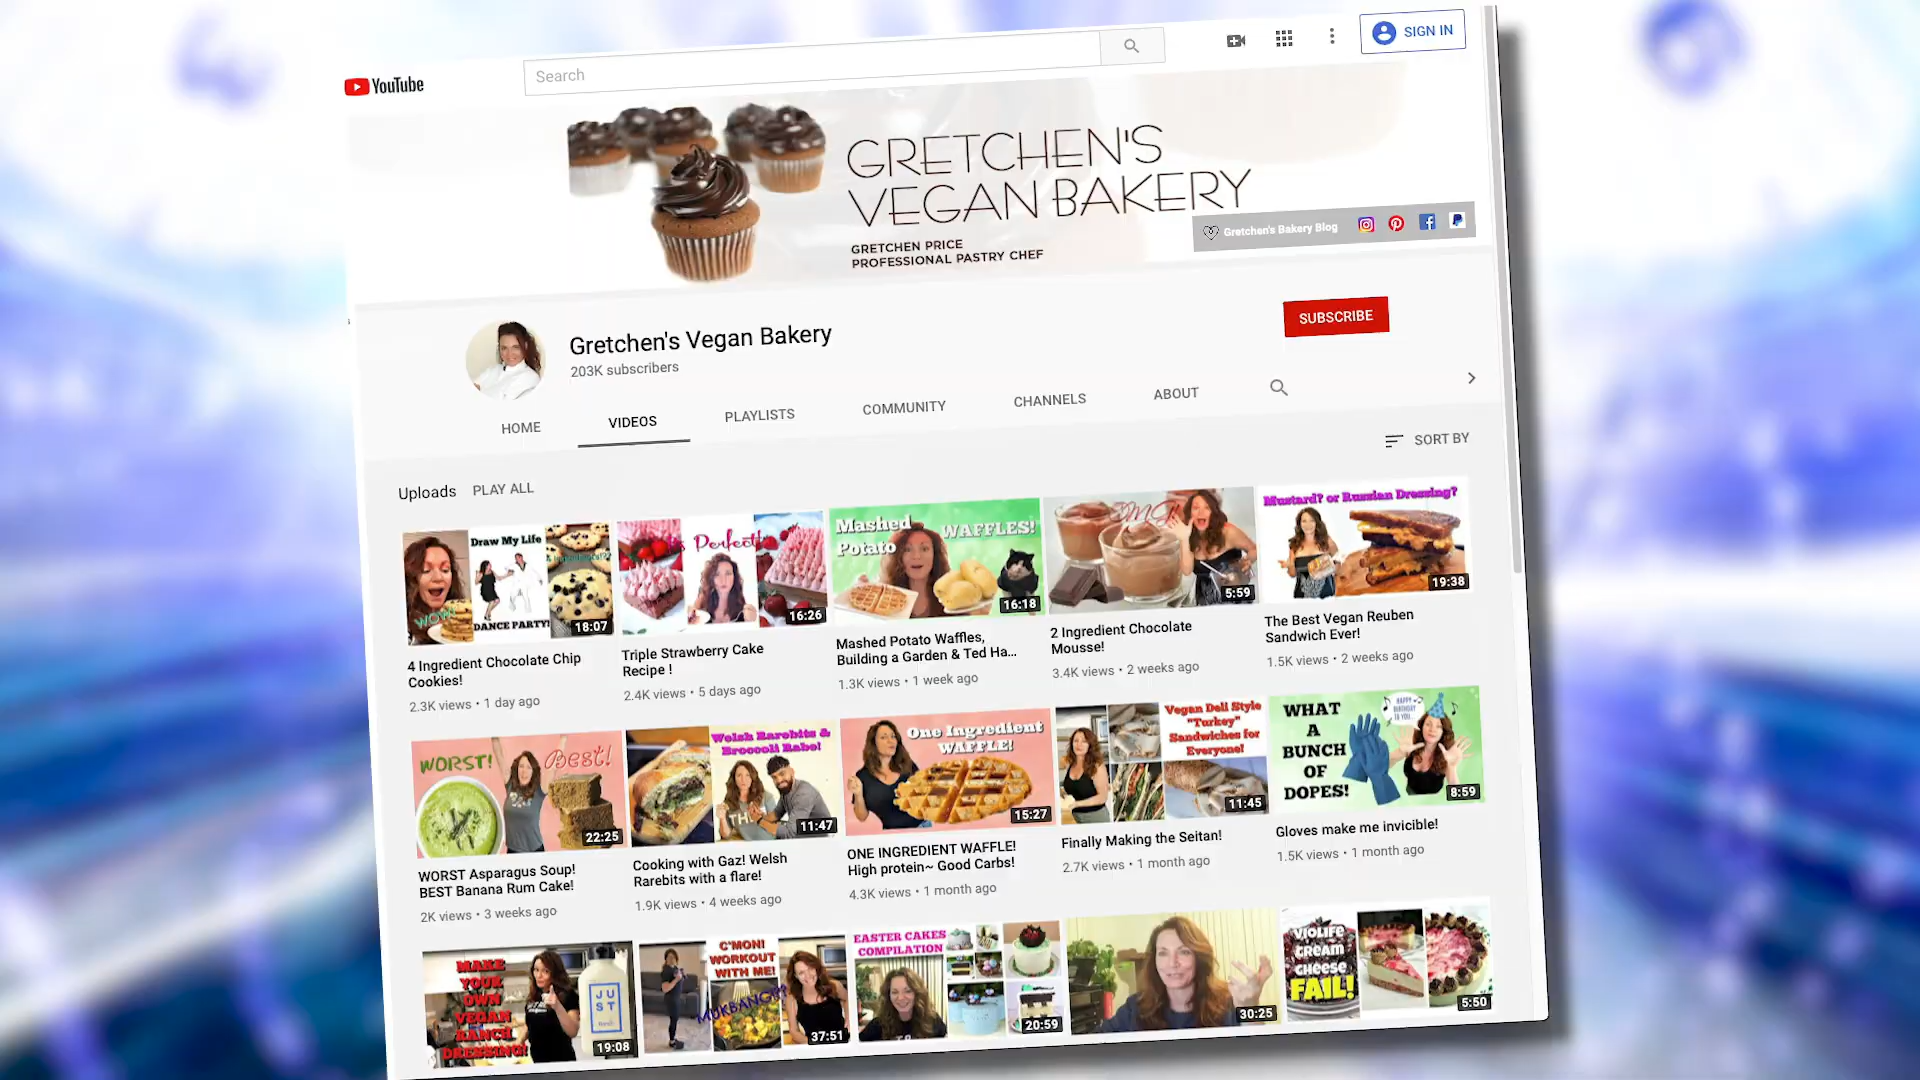 YouTube
Search
SIGN IN
GRETCHEN'S
VEGAN BAKERY
GRETCHEN PRICE
PROFESSIONAL PASTRY CHEF
Gretchen's Bakery Blog
Gretchen's Vegan Bakery
203K subscribers
SUBSCRIBE
HOME
VIDEOS
PLAYLISTS
COMMUNITY
CHANNELS
ABOUT
SORT BY
Uploads
PLAY ALL
Draw My Life
WOW
DANCE PARTY!
18:07
4 Ingredient Chocolate Chip
Cookies!
2.3K views • 1 day ago
Perfect!
16:26
Triple Strawberry Cake
Recipe !
2.4K views • 5 days ago
Mashed
Potato
WAFFLES!
16:18
Mashed Potato Waffles,
Building a Garden & Ted Ha...
1.3K views • 1 week ago
OMG
5:59
2 Ingredient Chocolate
Mousse!
3.4K views • 2 weeks ago
Mustard? or Russian Dressing?
19:38
The Best Vegan Reuben
Sandwich Ever!
1.5K views • 2 weeks ago
WORST!
Best!
22:25
WORST Asparagus Soup!
BEST Banana Rum Cake!
2K views • 3 weeks ago
Welsh Rarebits &
Broccoli Rabe!
11:47
Cooking with Gaz! Welsh
Rarebits with a flare!
1.9K views • 4 weeks ago
One Ingredient
WAFFLE!
15:27
ONE INGREDIENT WAFFLE!
High protein~ Good Carbs!
4.3K views • 1 month ago
Vegan Deli Style
"Turkey"
Sandwiches for
Everyone!
11:45
Finally Making the Seitan!
2.7K views • 1 month ago
WHAT
A
BUNCH
OF
DOPES!
HAPPY
BIRTHDAY
TO YOU...
8:59
Gloves make me invicible!
1.5K views • 1 month ago
MAKE
YOUR
OWN
VEGAN
RANCH
DRESSING!
JUST
Ranch
19:08
C'MON!
WORKOUT
WITH ME!
MUKBANG
37:51
EASTER CAKES
COMPILATION
20:59
30:25
VIOLIFE
CREAM
CHEESE
FAIL!
5:50